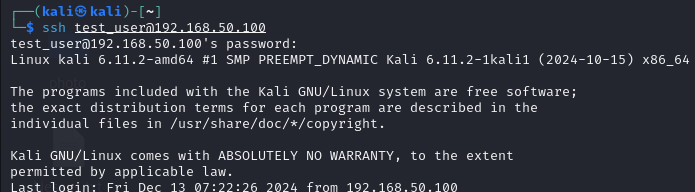 ┌──(kali㉿kali)-[~]
└─$ ssh test_user@192.168.50.100
test_user@192.168.50.100's password:
Linux kali 6.11.2-amd64 #1 SMP PREEMPT_DYNAMIC Kali 6.11.2-1kali1 (2024-10-15) x86_64
The programs included with the Kali GNU/Linux system are free software;
the exact distribution terms for each program are described in the
individual files in /usr/share/doc/*/copyright.
Kali GNU/Linux comes with ABSOLUTELY NO WARRANTY, to the extent
permitted by applicable law.
Last login: Fri Dec 13 07:22:26 2024 from 192.168.50.100